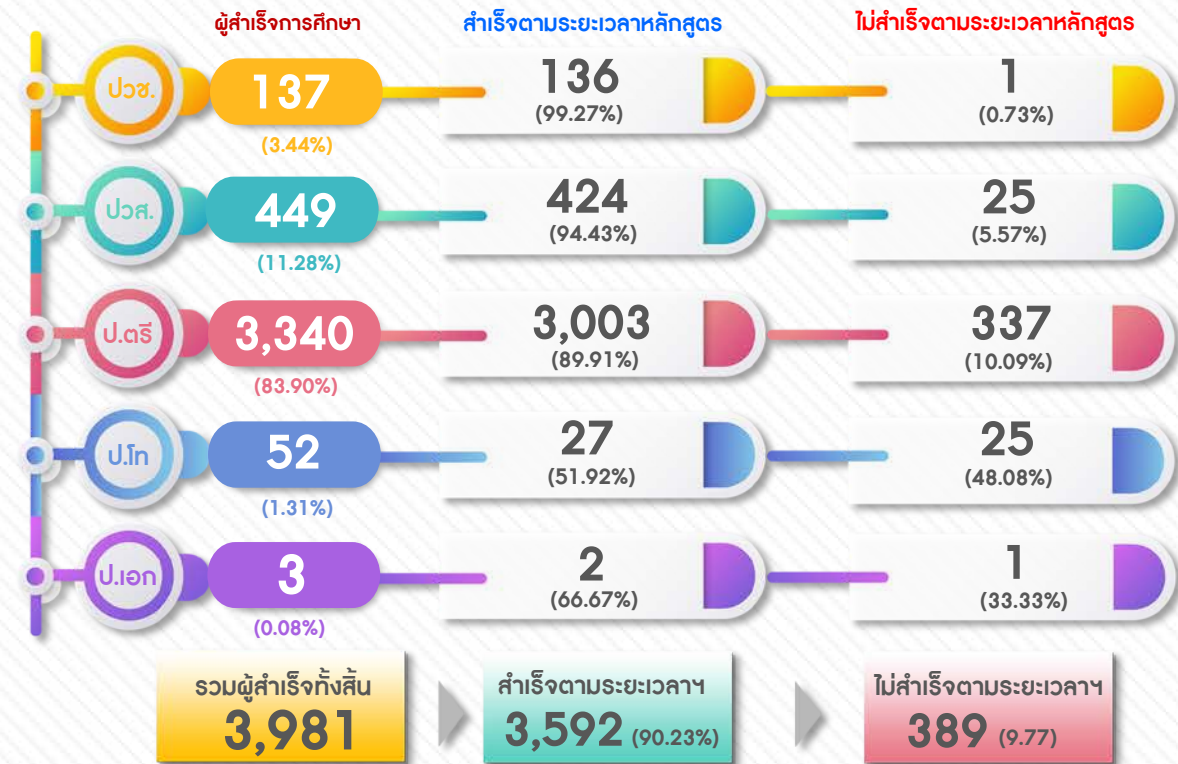 ผู้สำเร็จการศึกษา สำเร็จตามระยะเวลาหลักสูตร ไม่สำเร็จตามระยะเวลาหลักสูตร
ปวช. 137 136 1
(3.44%) (99.27%) (0.73%)
ปวส. 449 424 25
(11.28%) (94.43%) (5.57%)
ป.ตรี 3,340 3,003 337
(83.90%) (89.91%) (10.09%)
ป.โท 52 27 25
(1.31%) (51.92%) (48.08%)
ป.เอก 3 2 1
(0.08%) (66.67%) (33.33%)
รวมผู้สำเร็จทั้งสิ้น สำเร็จตามระยะเวลาฯ ไม่สำเร็จตามระยะเวลาฯ
3,981 3,592 (90.23%) 389 (9.77)